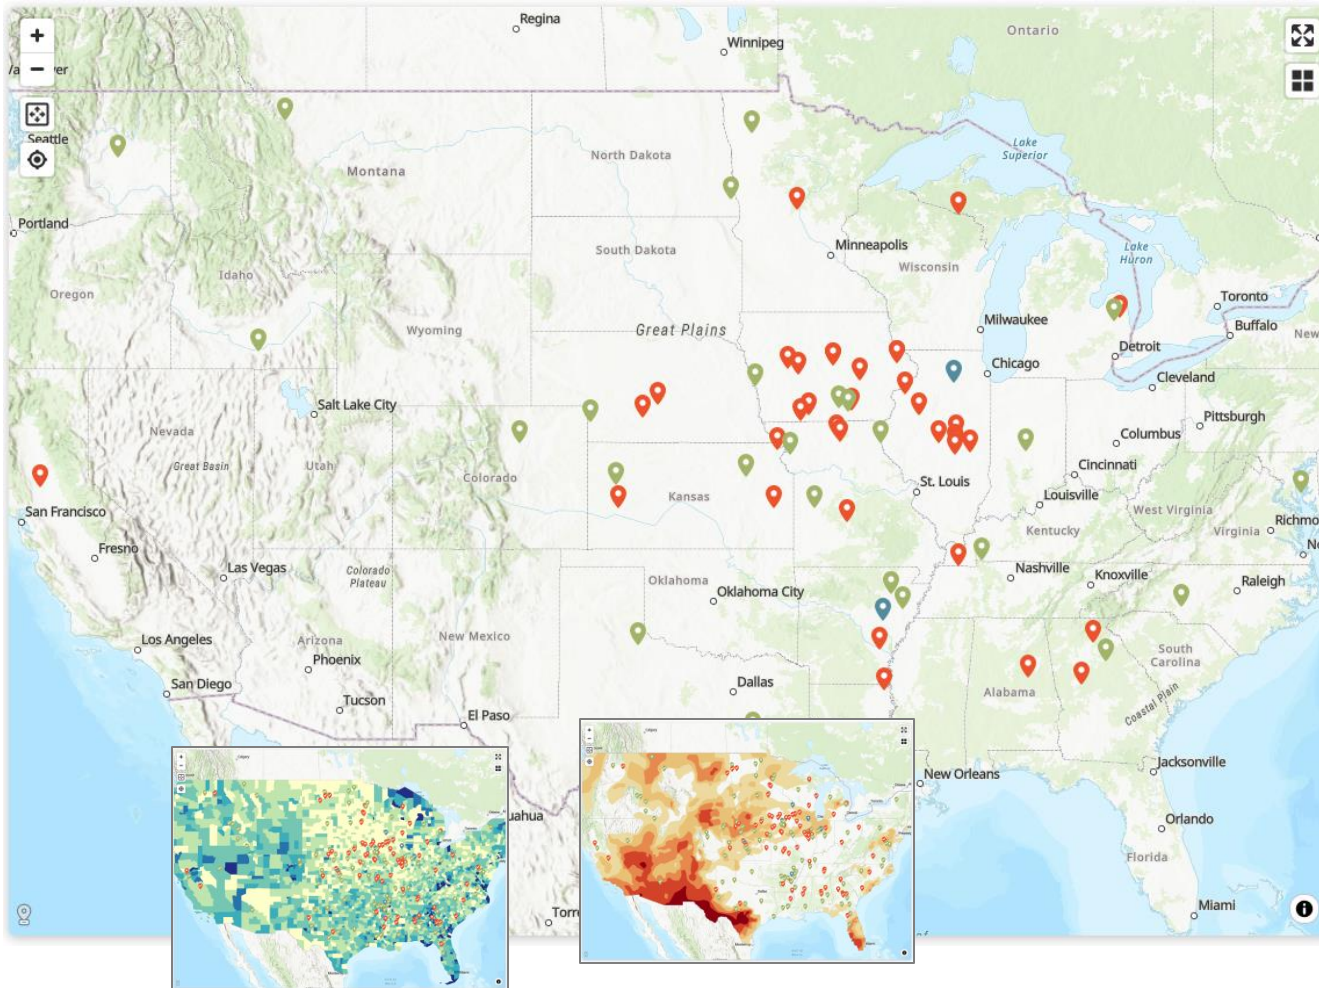 Regina
Winnipeg
Ontario
Seattle
Lake
Superior
North Dakota
Montana
Portland
Minneapolis
South Dakota
Wisconsin
Lake
Huron
Idaho
Oregon
Toronto
Wyoming
Great Plains
Milwaukee
Buffalo
New
Detroit
Chicago
Cleveland
Salt Lake City
Pittsburgh
Nevada
Columbus
Great Basin
Utah
Cincinnati
Colorado
St. Louis
Kansas
Louisville
San Francisco
West Virginia
Kentucky
Virginia
Richmo
Fresno
Las Vegas
Colorado
Plateau
Nashville
Oklahoma
Knoxville
Raleigh
Oklahoma City
Los Angeles
Arizona
New Mexico
Phoenix
South
Carolina
San Diego
Dallas
Alabama
Tucson
Coastal Plain
El Paso
Jacksonville
New Orleans
uahua
Orlando
Florida
Miami
Torre